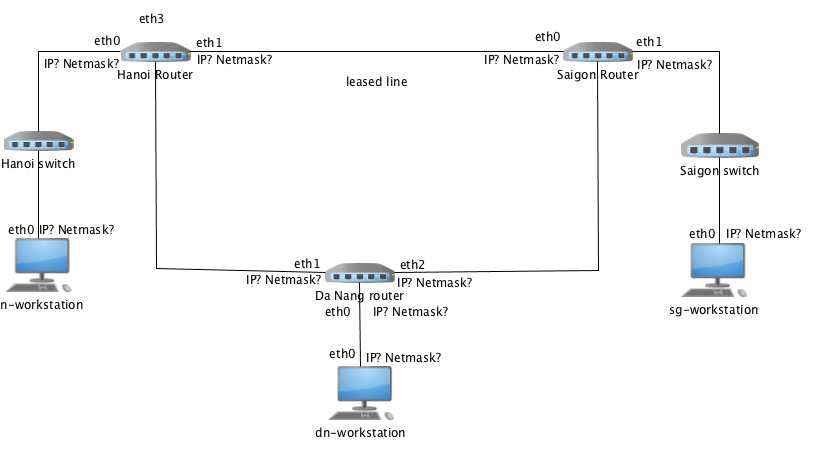 eth3
eth0
eth1
eth0
eth1
IP? Netmask?
IP? Netmask?
IP? Netmask?
IP? Netmask?
Hanoi Router
Saigon Router
leased line
Hanoi switch
Saigon switch
eth0 IP? Netmask?
eth0 IP? Netmask?
n-workstation
sg-workstation
eth1
eth2
IP? Netmask?
IP? Netmask?
Da Nang router
eth0 IP? Netmask?
eth0 IP? Netmask?
dn-workstation